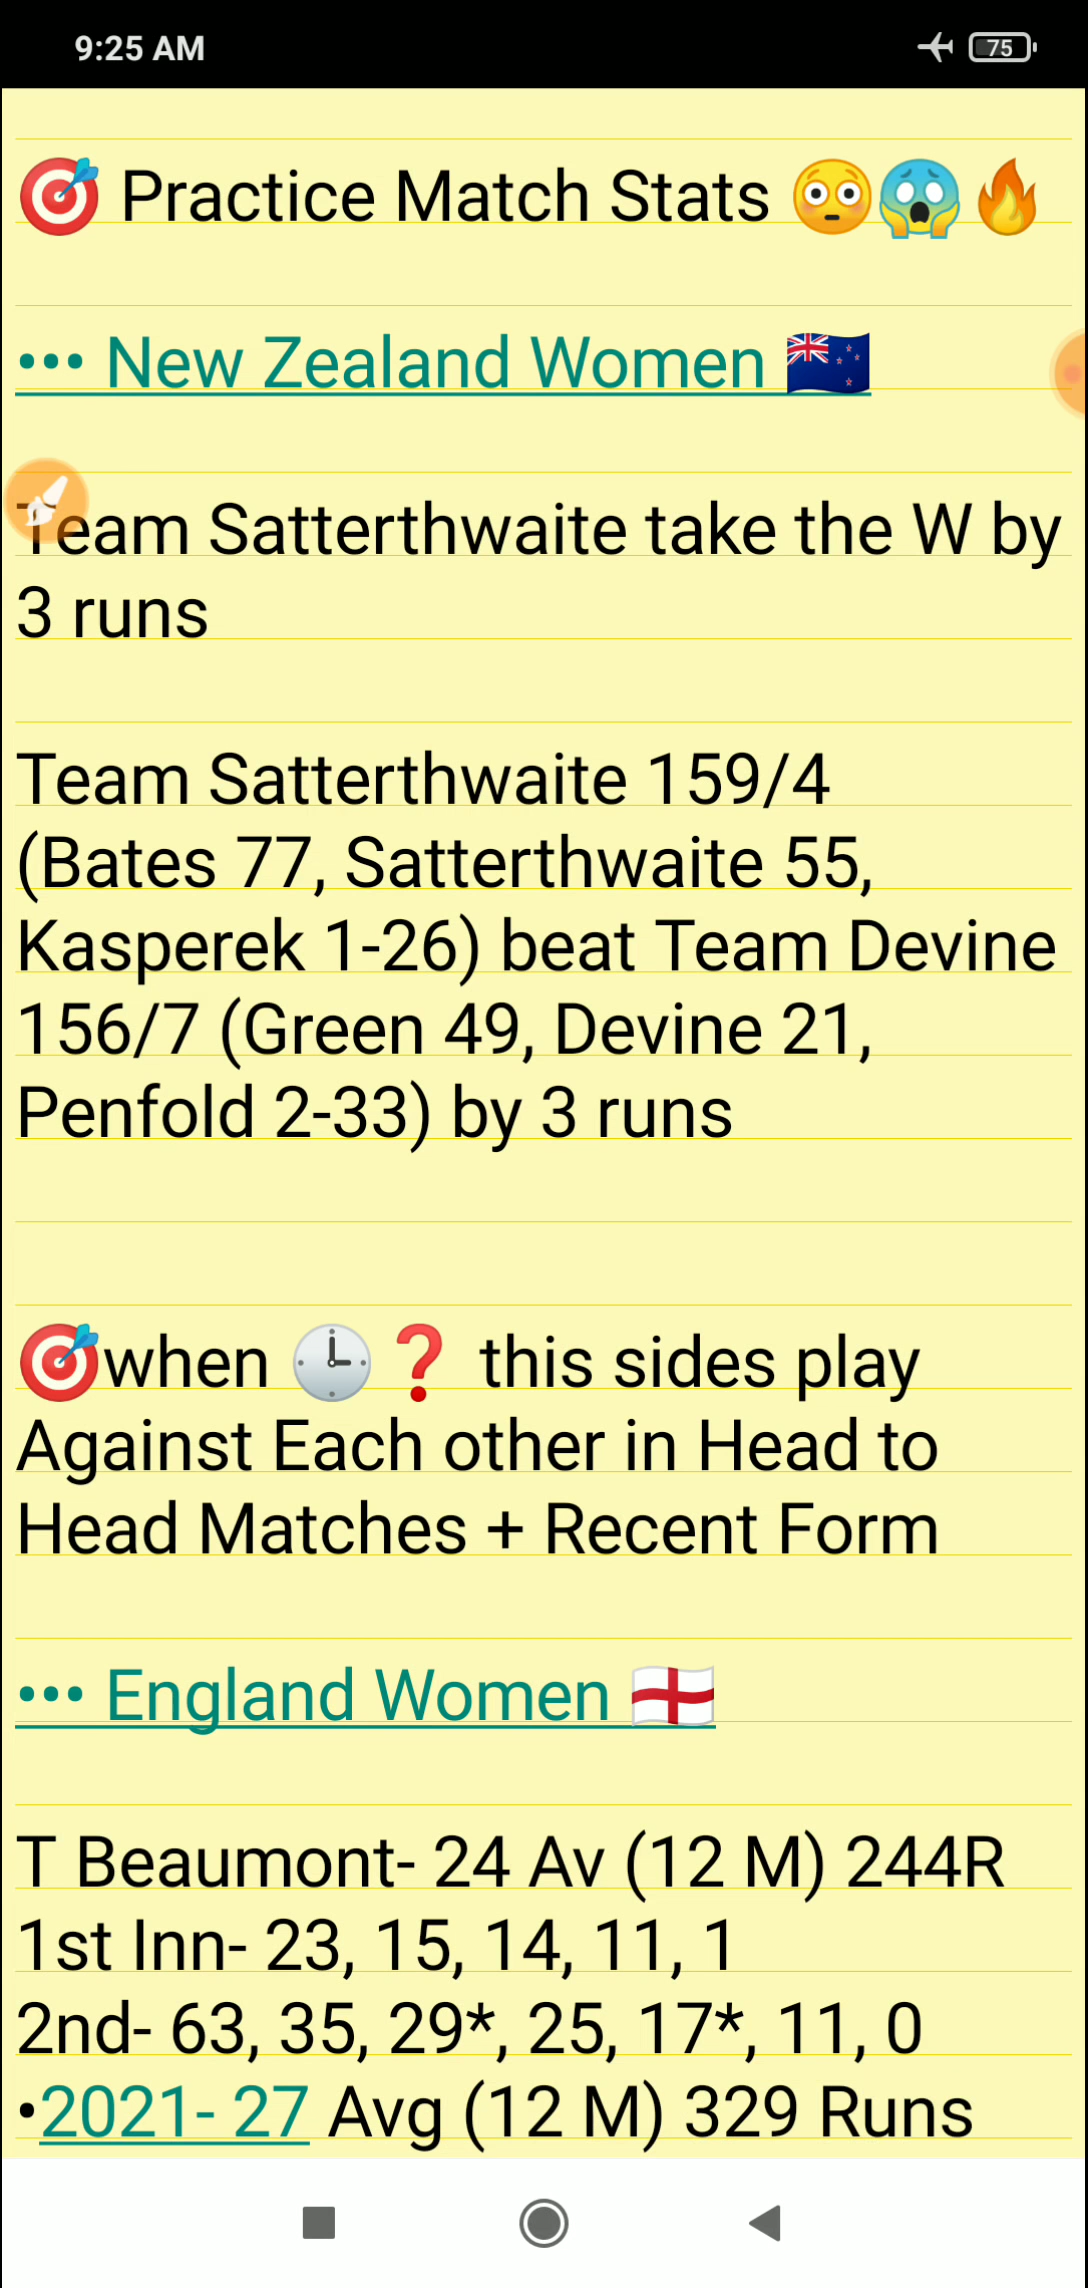 9:25 AM 75
🎯 Practice Match Stats 😳😱🔥
••• New Zealand Women 🇳🇿
Team Satterthwaite take the W by
3 runs
Team Satterthwaite 159/4
(Bates 77, Satterthwaite 55,
Kasperek 1-26) beat Team Devine
156/7 (Green 49, Devine 21,
Penfold 2-33) by 3 runs
🎯when 🕒❓ this sides play
Against Each other in Head to
Head Matches + Recent Form
••• England Women 🏴󠁧󠁢󠁥󠁮󠁧󠁿
T Beaumont- 24 Av (12 M) 244R
1st Inn- 23, 15, 14, 11, 1
2nd- 63, 35, 29*, 25, 17*, 11, 0
•2021- 27 Avg (12 M) 329 Runs